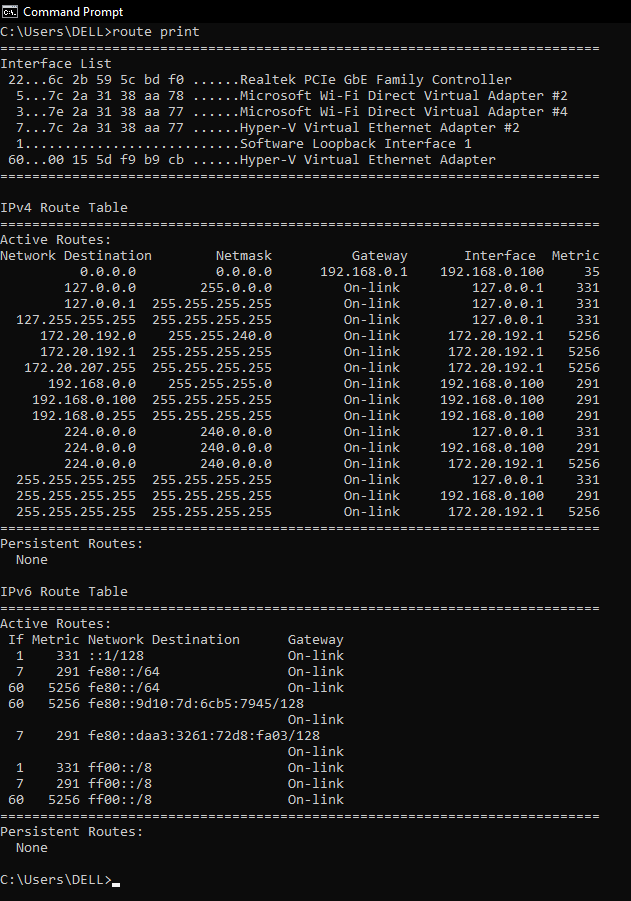 Command Prompt
C:\Users\DELL>route print
===========================================================================
Interface List
 22...6c 2b 59 5c bd f0 ......Realtek PCIe GbE Family Controller
  5...7c 2a 31 38 aa 78 ......Microsoft Wi-Fi Direct Virtual Adapter #2
  3...7e 2a 31 38 aa 77 ......Microsoft Wi-Fi Direct Virtual Adapter #4
  7...7c 2a 31 38 aa 77 ......Hyper-V Virtual Ethernet Adapter #2
  1...........................Software Loopback Interface 1
 60...00 15 5d f9 b9 cb ......Hyper-V Virtual Ethernet Adapter
===========================================================================

IPv4 Route Table
===========================================================================
Active Routes:
Network Destination        Netmask          Gateway       Interface  Metric
          0.0.0.0          0.0.0.0      192.168.0.1    192.168.0.100     35
        127.0.0.0        255.0.0.0         On-link         127.0.0.1    331
        127.0.0.1  255.255.255.255         On-link         127.0.0.1    331
  127.255.255.255  255.255.255.255         On-link         127.0.0.1    331
     172.20.192.0    255.255.240.0         On-link      172.20.192.1   5256
     172.20.192.1  255.255.255.255         On-link      172.20.192.1   5256
   172.20.207.255  255.255.255.255         On-link      172.20.192.1   5256
      192.168.0.0    255.255.255.0         On-link     192.168.0.100    291
    192.168.0.100  255.255.255.255         On-link     192.168.0.100    291
    192.168.0.255  255.255.255.255         On-link     192.168.0.100    291
        224.0.0.0        240.0.0.0         On-link         127.0.0.1    331
        224.0.0.0        240.0.0.0         On-link     192.168.0.100    291
        224.0.0.0        240.0.0.0         On-link      172.20.192.1   5256
  255.255.255.255  255.255.255.255         On-link         127.0.0.1    331
  255.255.255.255  255.255.255.255         On-link     192.168.0.100    291
  255.255.255.255  255.255.255.255         On-link      172.20.192.1   5256
===========================================================================
Persistent Routes:
  None

IPv6 Route Table
===========================================================================
Active Routes:
 If Metric Network Destination      Gateway
  1    331 ::1/128                  On-link
  7    291 fe80::/64                On-link
 60   5256 fe80::/64                On-link
 60   5256 fe80::9d10:7d:6cb5:7945/128
                                    On-link
  7    291 fe80::daa3:3261:72d8:fa03/128
                                    On-link
  1    331 ff00::/8                 On-link
  7    291 ff00::/8                 On-link
 60   5256 ff00::/8                 On-link
===========================================================================
Persistent Routes:
  None

C:\Users\DELL>